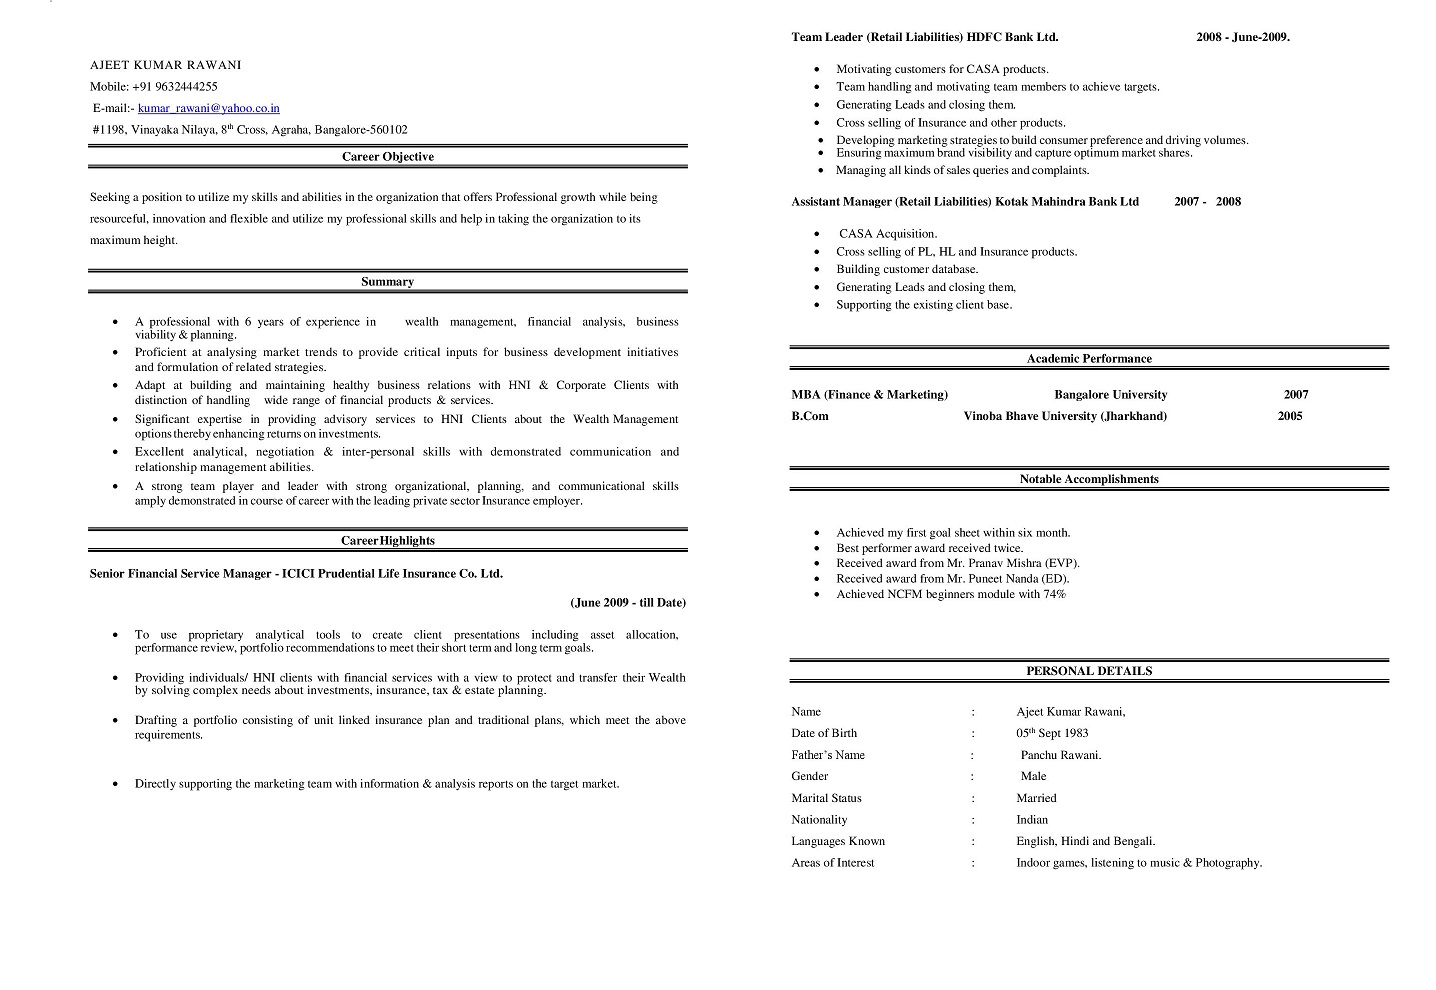 AJEET KUMAR RAWANI
Mobile: +91 9632444255
E-mail:- kumar_rawani@yahoo.co.in
#1198, Vinayaka Nilaya, 8th Cross, Agraha, Bangalore-560102
Career Objective
Seeking a position to utilize my skills and abilities in the organization that offers Professional growth while being
resourceful, innovation and flexible and utilize my professional skills and help in taking the organization to its
maximum height.
Summary
• A professional with 6 years of experience in wealth management, financial analysis, business
viability & planning.
• Proficient at analysing market trends to provide critical inputs for business development initiatives
and formulation of related strategies.
• Adapt at building and maintaining healthy business relations with HNI & Corporate Clients with
distinction of handling wide range of financial products & services.
• Significant expertise in providing advisory services to HNI Clients about the Wealth Management
options thereby enhancing returns on investments.
• Excellent analytical, negotiation & inter-personal skills with demonstrated communication and
relationship management abilities.
• A strong team player and leader with strong organizational, planning, and communicational skills
amply demonstrated in course of career with the leading private sector Insurance employer.
Career Highlights
Senior Financial Service Manager - ICICI Prudential Life Insurance Co. Ltd.
(June 2009 - till Date)
• To use proprietary analytical tools to create client presentations including asset allocation,
performance review, portfolio recommendations to meet their short term and long term goals.
• Providing individuals/ HNI clients with financial services with a view to protect and transfer their Wealth
by solving complex needs about investments, insurance, tax & estate planning.
• Drafting a portfolio consisting of unit linked insurance plan and traditional plans, which meet the above
requirements.
• Directly supporting the marketing team with information & analysis reports on the target market.
Team Leader (Retail Liabilities) HDFC Bank Ltd. 2008 - June-2009.
• Motivating customers for CASA products.
• Team handling and motivating team members to achieve targets.
• Generating Leads and closing them.
• Cross selling of Insurance and other products.
• Developing marketing strategies to build consumer preference and driving volumes.
• Ensuring maximum brand visibility and capture optimum market shares.
• Managing all kinds of sales queries and complaints.
Assistant Manager (Retail Liabilities) Kotak Mahindra Bank Ltd 2007 - 2008
• CASA Acquisition.
• Cross selling of PL, HL and Insurance products.
• Building customer database.
• Generating Leads and closing them,
• Supporting the existing client base.
Academic Performance
MBA (Finance & Marketing) Bangalore University 2007
B.Com Vinoba Bhave University (Jharkhand) 2005
Notable Accomplishments
• Achieved my first goal sheet within six month.
• Best performer award received twice.
• Received award from Mr. Pranav Mishra (EVP).
• Received award from Mr. Puneet Nanda (ED).
• Achieved NCFM beginners module with 74%
PERSONAL DETAILS
Name : Ajeet Kumar Rawani,
Date of Birth : 05th Sept 1983
Father's Name : Panchu Rawani.
Gender : Male
Marital Status : Married
Nationality : Indian
Languages Known : English, Hindi and Bengali.
Areas of Interest : Indoor games, listening to music & Photography.